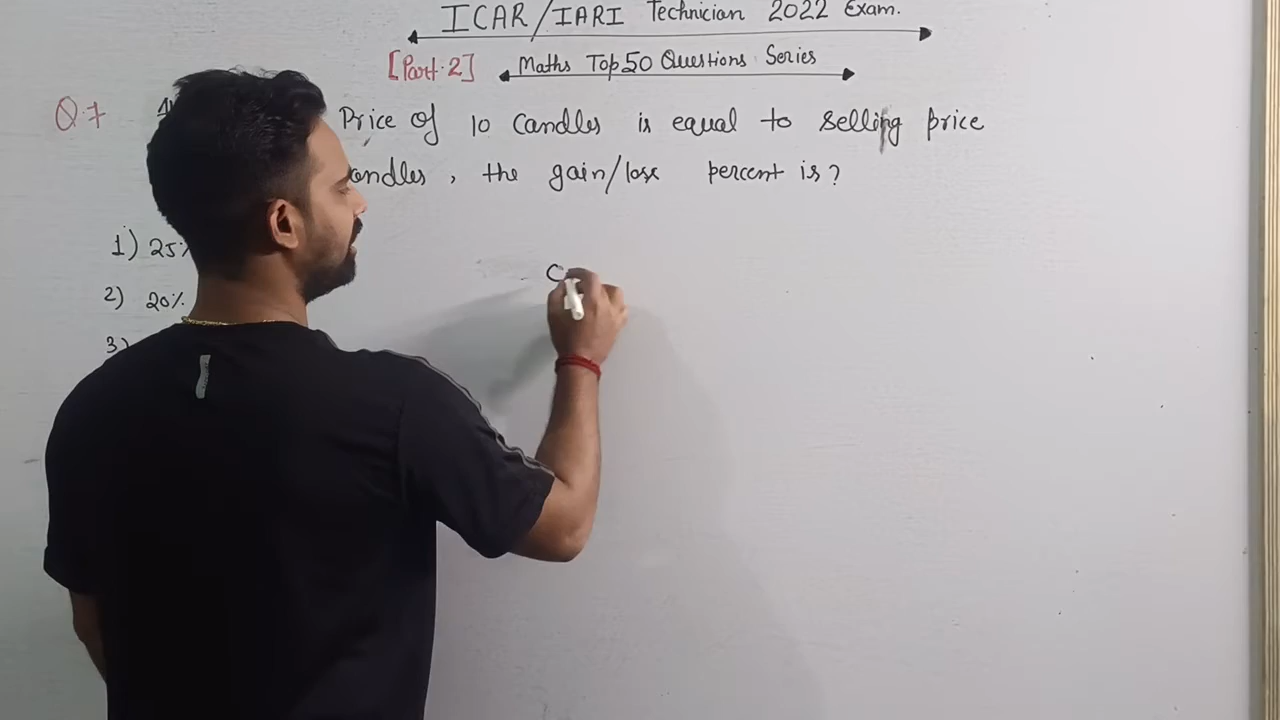 ICAR/IARI Technician 2022 Exam.
[Part-2] Maths Top 50 Questions Series
Q.7 Price of 10 Candles is equal to selling price
andles, the gain/loss percent is?
1) 25%
2) 20%
3)
C